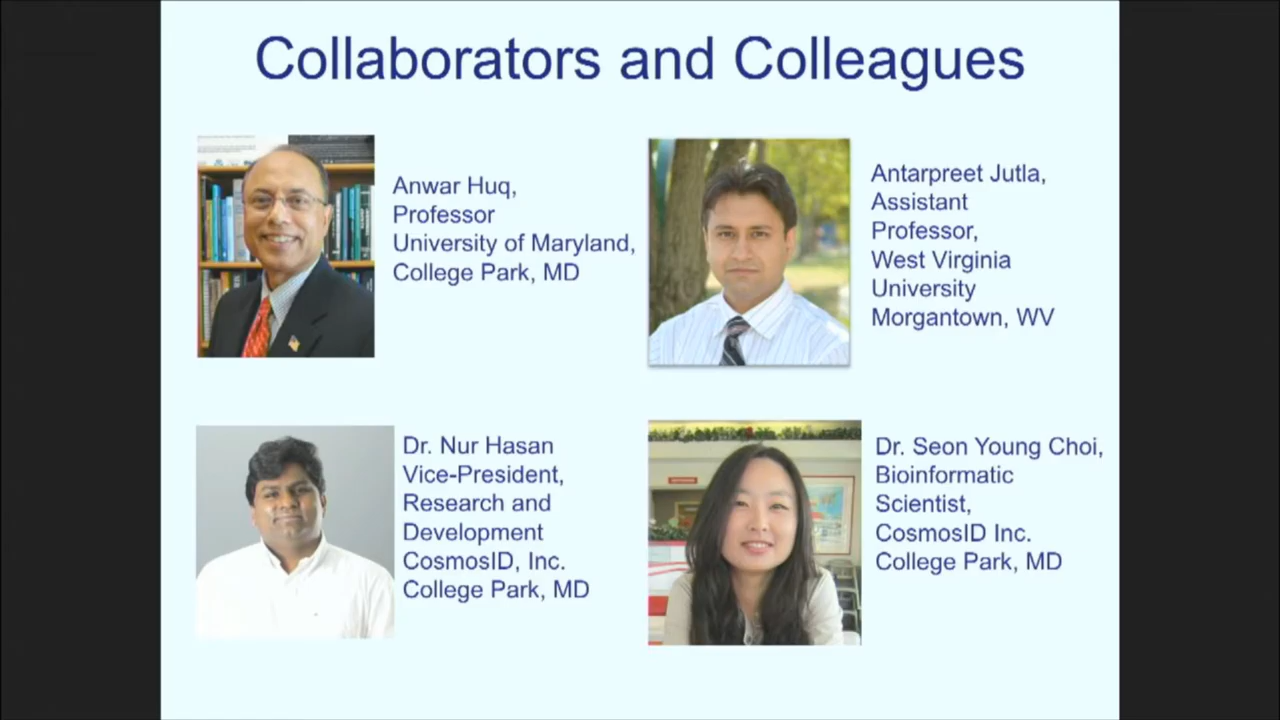 Collaborators and Colleagues
Anwar Huq,
Professor
University of Maryland,
College Park, MD
Antarpreet Jutla,
Assistant
Professor,
West Virginia
University
Morgantown, WV
Dr. Nur Hasan
Vice-President,
Research and
Development
CosmosID, Inc.
College Park, MD
Dr. Seon Young Choi,
Bioinformatic
Scientist,
CosmosID Inc.
College Park, MD